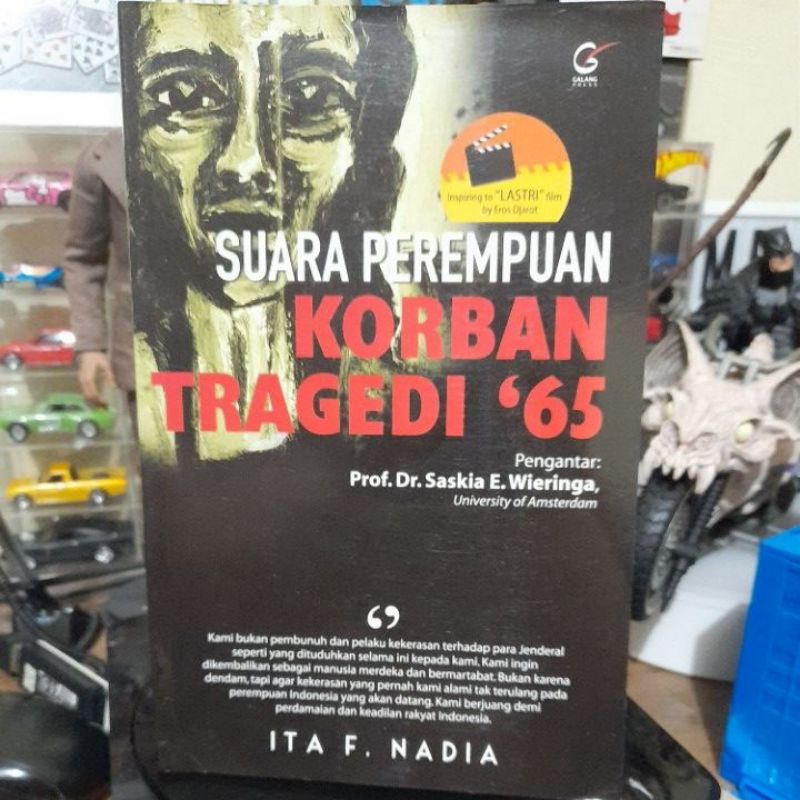 GALANG
PRESS
Inspiring to "LASTRI" film
by Eros Djarot
SUARA PEREMPUAN
KORBAN
TRAGEDI ‘65
Pengantar:
Prof. Dr. Saskia E. Wieringa,
University of Amsterdam
Kami bukan pembunuh dan pelaku kekerasan terhadap para Jenderal
seperti yang dituduhkan selama ini kepada kami. Kami ingin
dikembalikan sebagai manusia merdeka dan bermartabat. Bukan karena
dendam, tapi agar kekerasan yang pernah kami alami tak terulang pada
perempuan Indonesia yang akan datang. Kami berjuang demi
perdamaian dan keadilan rakyat Indonesia.
ITA F. NADIA